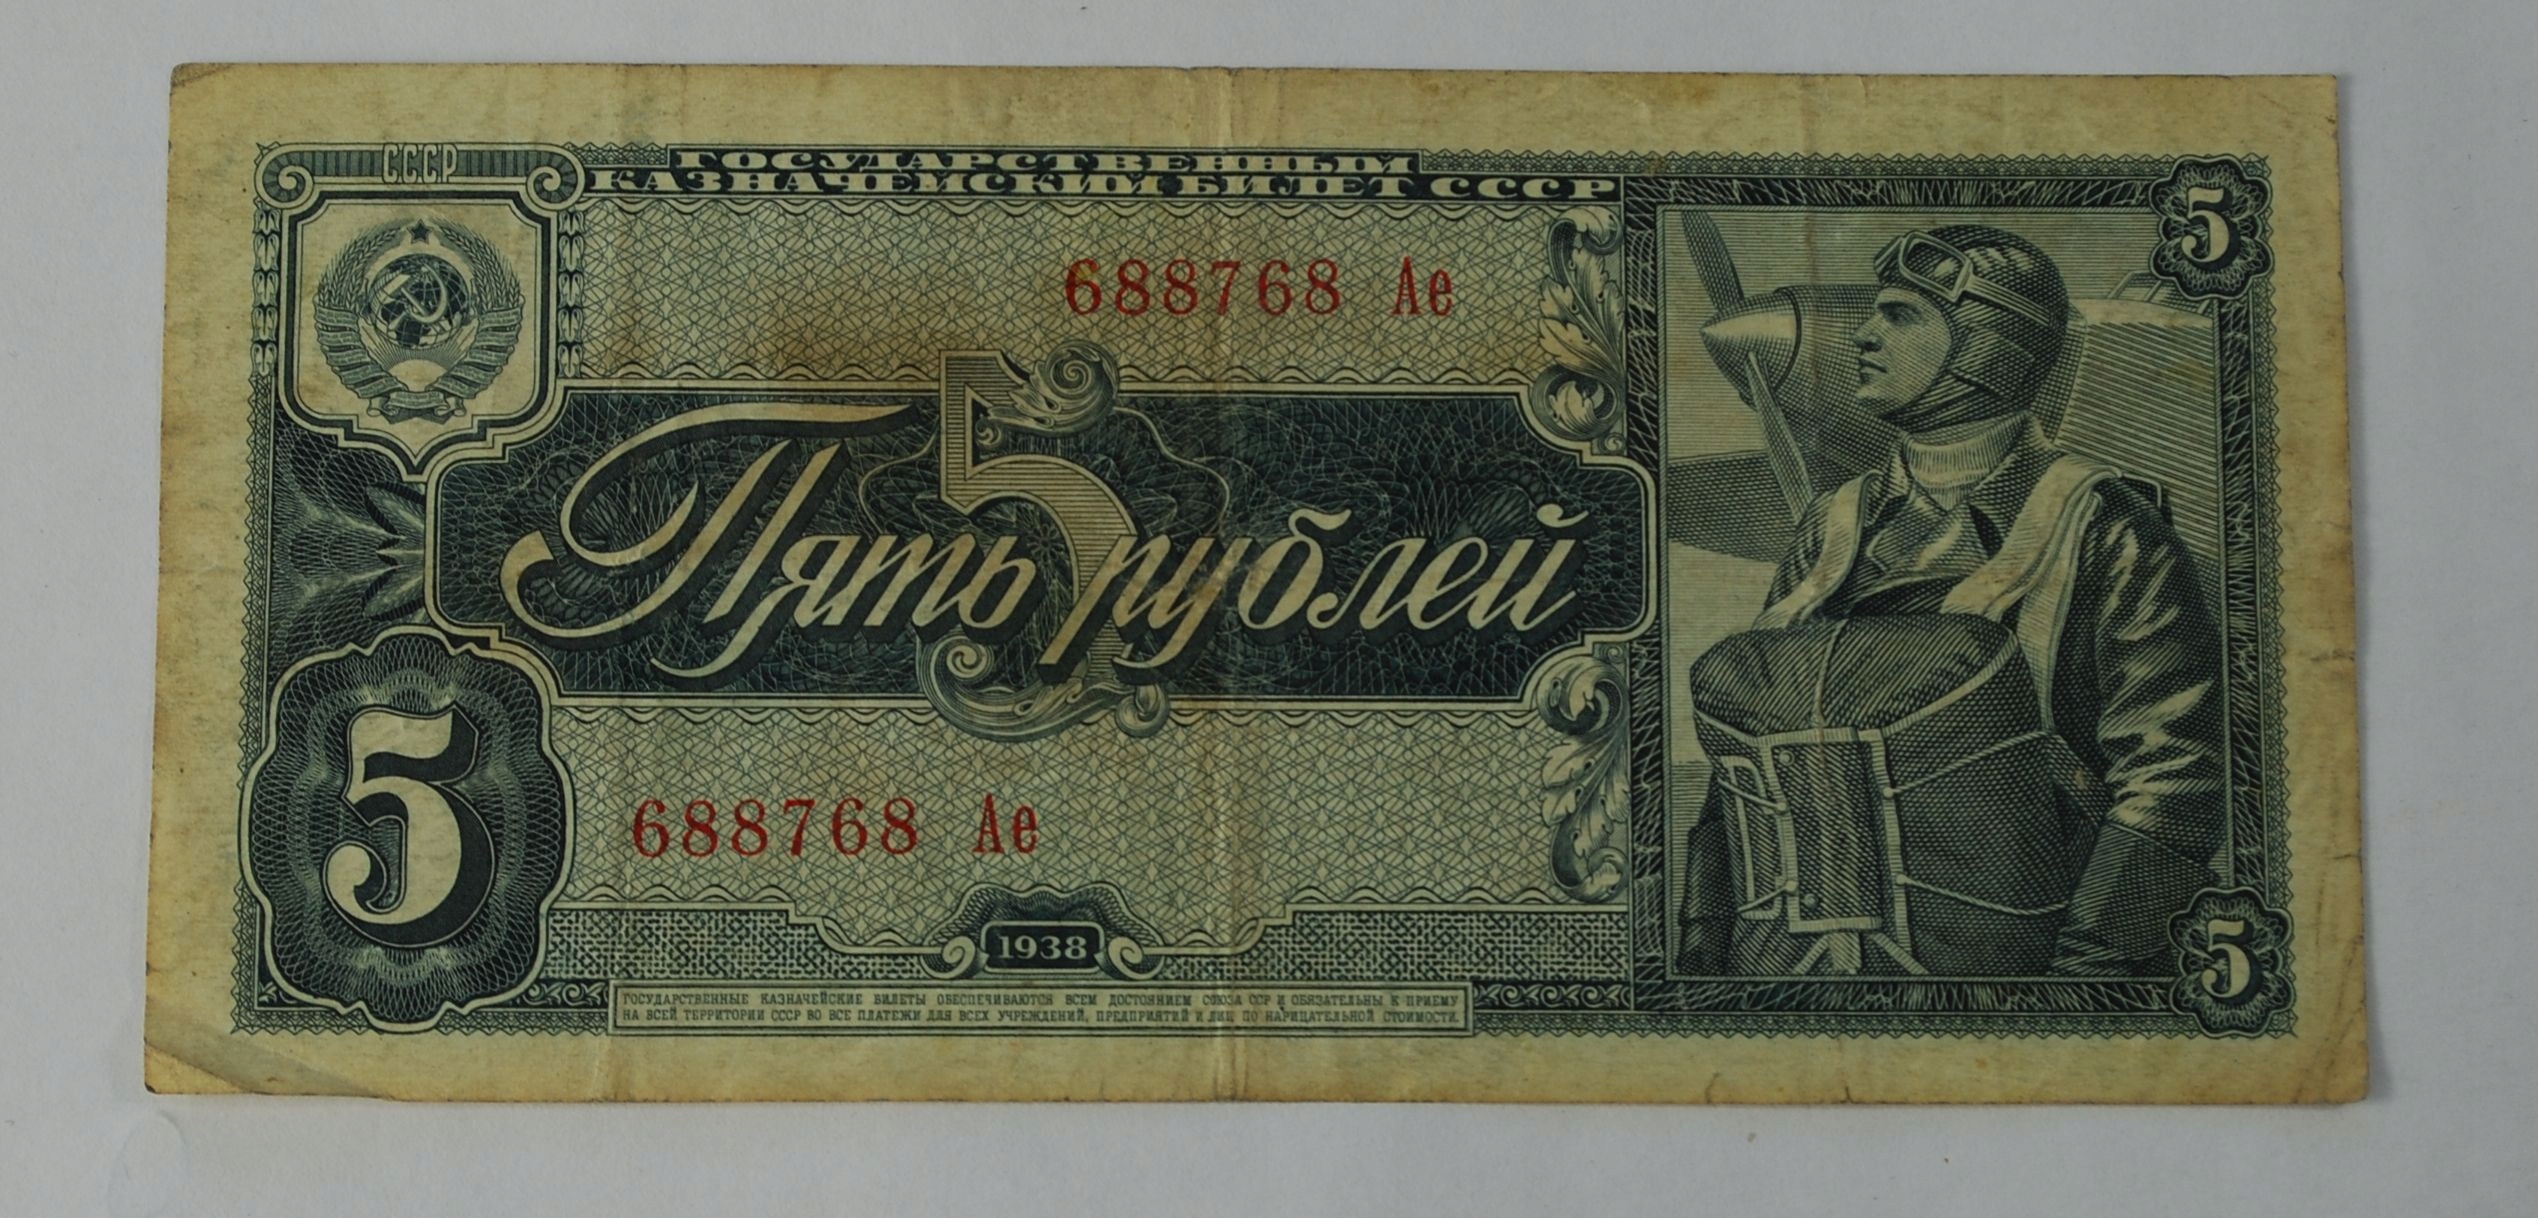 СССР
ГОСУДАРСТВЕННЫЙ
КАЗНАЧЕЙСКИЙ БИЛЕТ СССР
5
688768 Ае
5
Пять рублей
5
688768 Ае
1938
5
ГОСУДАРСТВЕННЫЕ КАЗНАЧЕЙСКИЕ БИЛЕТЫ ОБЕСПЕЧИВАЮТСЯ ВСЕМ ДОСТОЯНИЕМ СОЮЗА ССР И ОБЯЗАТЕЛЬНЫ К ПРИЕМУ
НА ВСЕЙ ТЕРРИТОРИИ СССР ВО ВСЕ ПЛАТЕЖИ ДЛЯ ВСЕХ УЧРЕЖДЕНИЙ, ПРЕДПРИЯТИЙ И ЛИЦ ПО НАРИЦАТЕЛЬНОЙ СТОИМОСТИ.